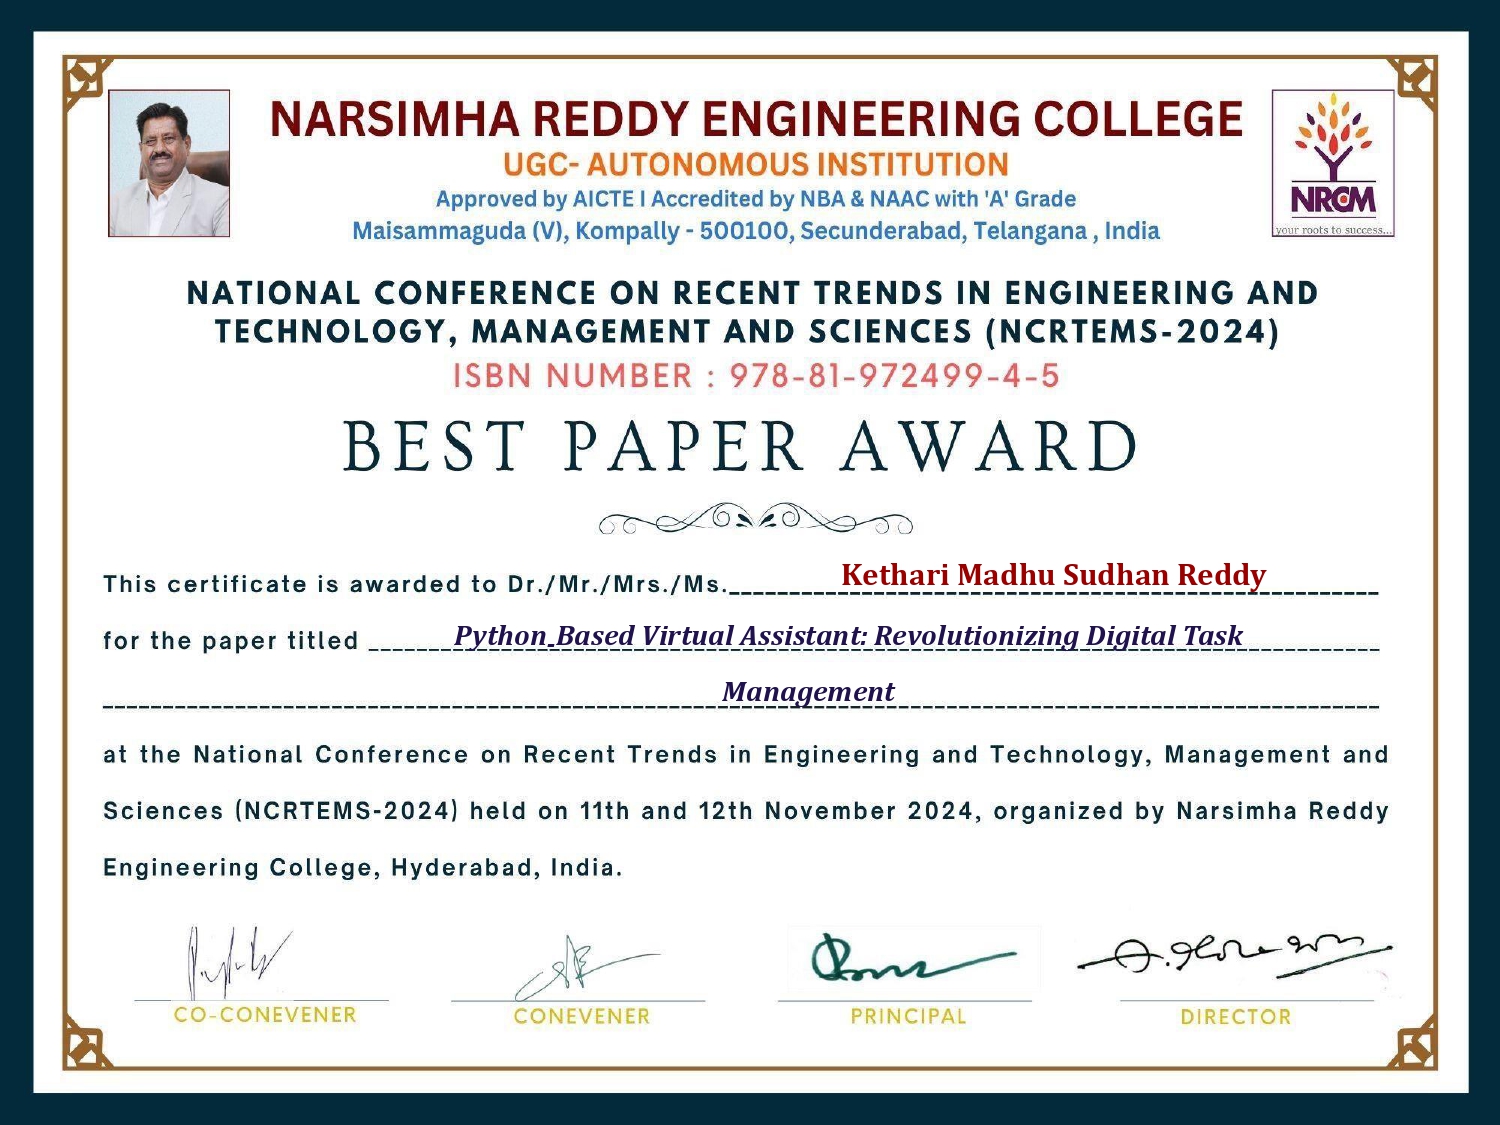 NARSIMHA REDDY ENGINEERING COLLEGE
UGC- AUTONOMOUS INSTITUTION
Approved by AICTE I Accredited by NBA & NAAC with 'A' Grade
Maisammaguda (V), Kompally - 500100, Secunderabad, Telangana , India
NRCM
your roots to success...
NATIONAL CONFERENCE ON RECENT TRENDS IN ENGINEERING AND
TECHNOLOGY, MANAGEMENT AND SCIENCES (NCRTEMS-2024)
ISBN NUMBER : 978-81-972499-4-5
BEST PAPER AWARD
This certificate is awarded to Dr./Mr./Mrs./Ms. Kethari Madhu Sudhan Reddy
for the paper titled Python-Based Virtual Assistant: Revolutionizing Digital Task
Management
at the National Conference on Recent Trends in Engineering and Technology, Management and
Sciences (NCRTEMS-2024) held on 11th and 12th November 2024, organized by Narsimha Reddy
Engineering College, Hyderabad, India.
CO-CONEVENER
CONEVENER
PRINCIPAL
DIRECTOR